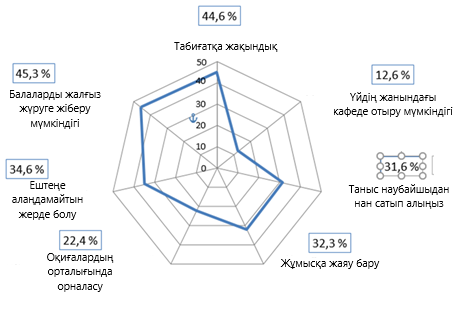 44,6 %
Табиғатқа жақындық
12,6 %
Үйдің жанындағы
кафеде отыру мүмкіндігі
31,6 %
Таныс наубайшыдан
нан сатып алыңыз
32,3 %
Жұмысқа жаяу бару
22,4 %
Оқиғалардың
орталығында
орналасу
34,6 %
Ештеңе
алаңдамайтын
жерде болу
45,3 %
Балаларды жалғыз
жүруге жіберу
мүмкіндігі
50
40
30
20
10
0